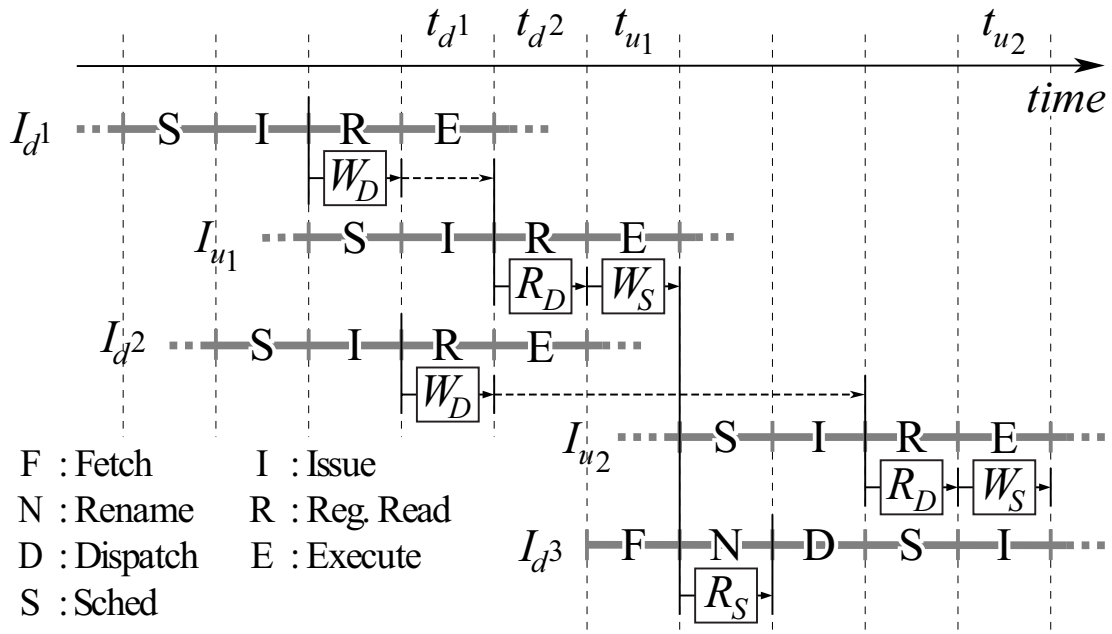 t_d1 t_d2 t_u1 t_u2
time
I_d1 S I R E
W_D
I_u1 S I R E
R_D W_S
I_d2 S I R E
W_D
I_u2 S I R E
R_D W_S
I_d3 F N D S I
R_S
F : Fetch I : Issue
N : Rename R : Reg. Read
D : Dispatch E : Execute
S : Sched